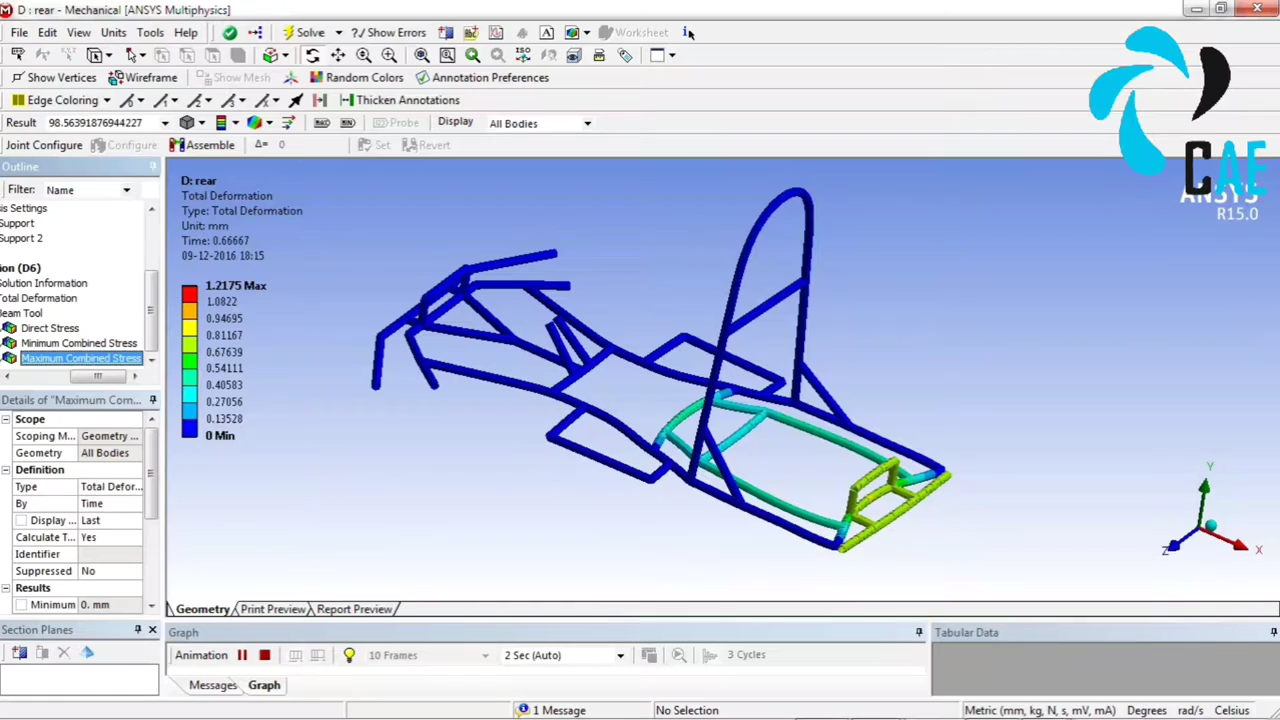 D : rear - Mechanical [ANSYS Multiphysics]
File Edit View Units Tools Help Solve ?/ Show Errors Worksheet
Show Vertices Wireframe Show Mesh Random Colors Annotation Preferences
Edge Coloring Thicken Annotations
Result 98.56391876944227 Probe Display All Bodies
Joint Configure Configure Assemble Δ= 0 Set Revert
Outline
Filter: Name
sis Settings
Support
Support 2
ion (D6)
Solution Information
Total Deformation
Beam Tool
Direct Stress
Minimum Combined Stress
Maximum Combined Stress
Details of "Maximum Com...
Scope
Scoping M... Geometry ...
Geometry All Bodies
Definition
Type Total Defor...
By Time
Display ... Last
Calculate T... Yes
Identifier
Suppressed No
Results
Minimum 0. mm
Section Planes
D: rear
Total Deformation
Type: Total Deformation
Unit: mm
Time: 0.66667
09-12-2016 18:15
1.2175 Max
1.0822
0.94695
0.81167
0.67639
0.54111
0.40583
0.27056
0.13528
0 Min
CAE
ANSYS
R15.0
Y
X
Z
Geometry Print Preview Report Preview
Graph
Animation 10 Frames 2 Sec (Auto) 3 Cycles
Messages Graph
Tabular Data
1 Message No Selection Metric (mm, kg, N, s, mV, mA) Degrees rad/s Celsius